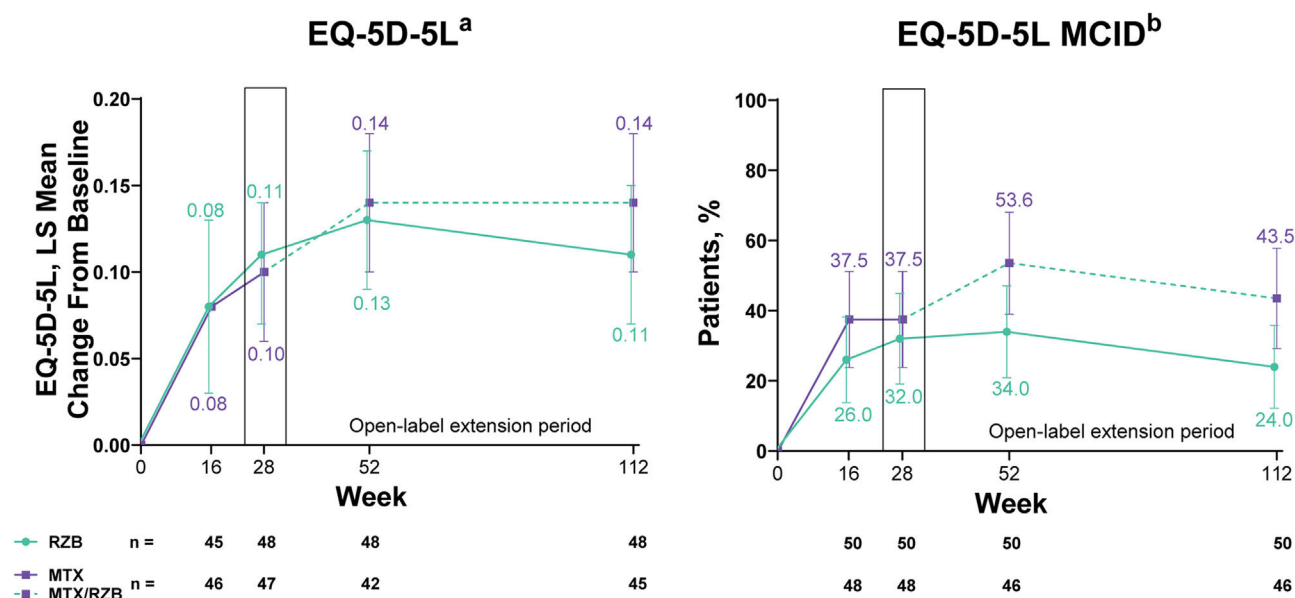 EQ-5D-5Lᵃ
EQ-5D-5L, LS Mean
Change From Baseline
0.20
0.15
0.10
0.05
0.00
0.08
0.08
0.11
0.10
0.14
0.13
0.14
0.11
Open-label extension period
0 16 28 52 112
Week
EQ-5D-5L MCIDᵇ
Patients, %
100
80
60
40
20
0
37.5
26.0
37.5
32.0
53.6
34.0
43.5
24.0
Open-label extension period
0 16 28 52 112
Week
RZB n = 45 48 48 48 50 50 50 50
MTX
MTX/RZB n = 46 47 42 45 48 48 46 46